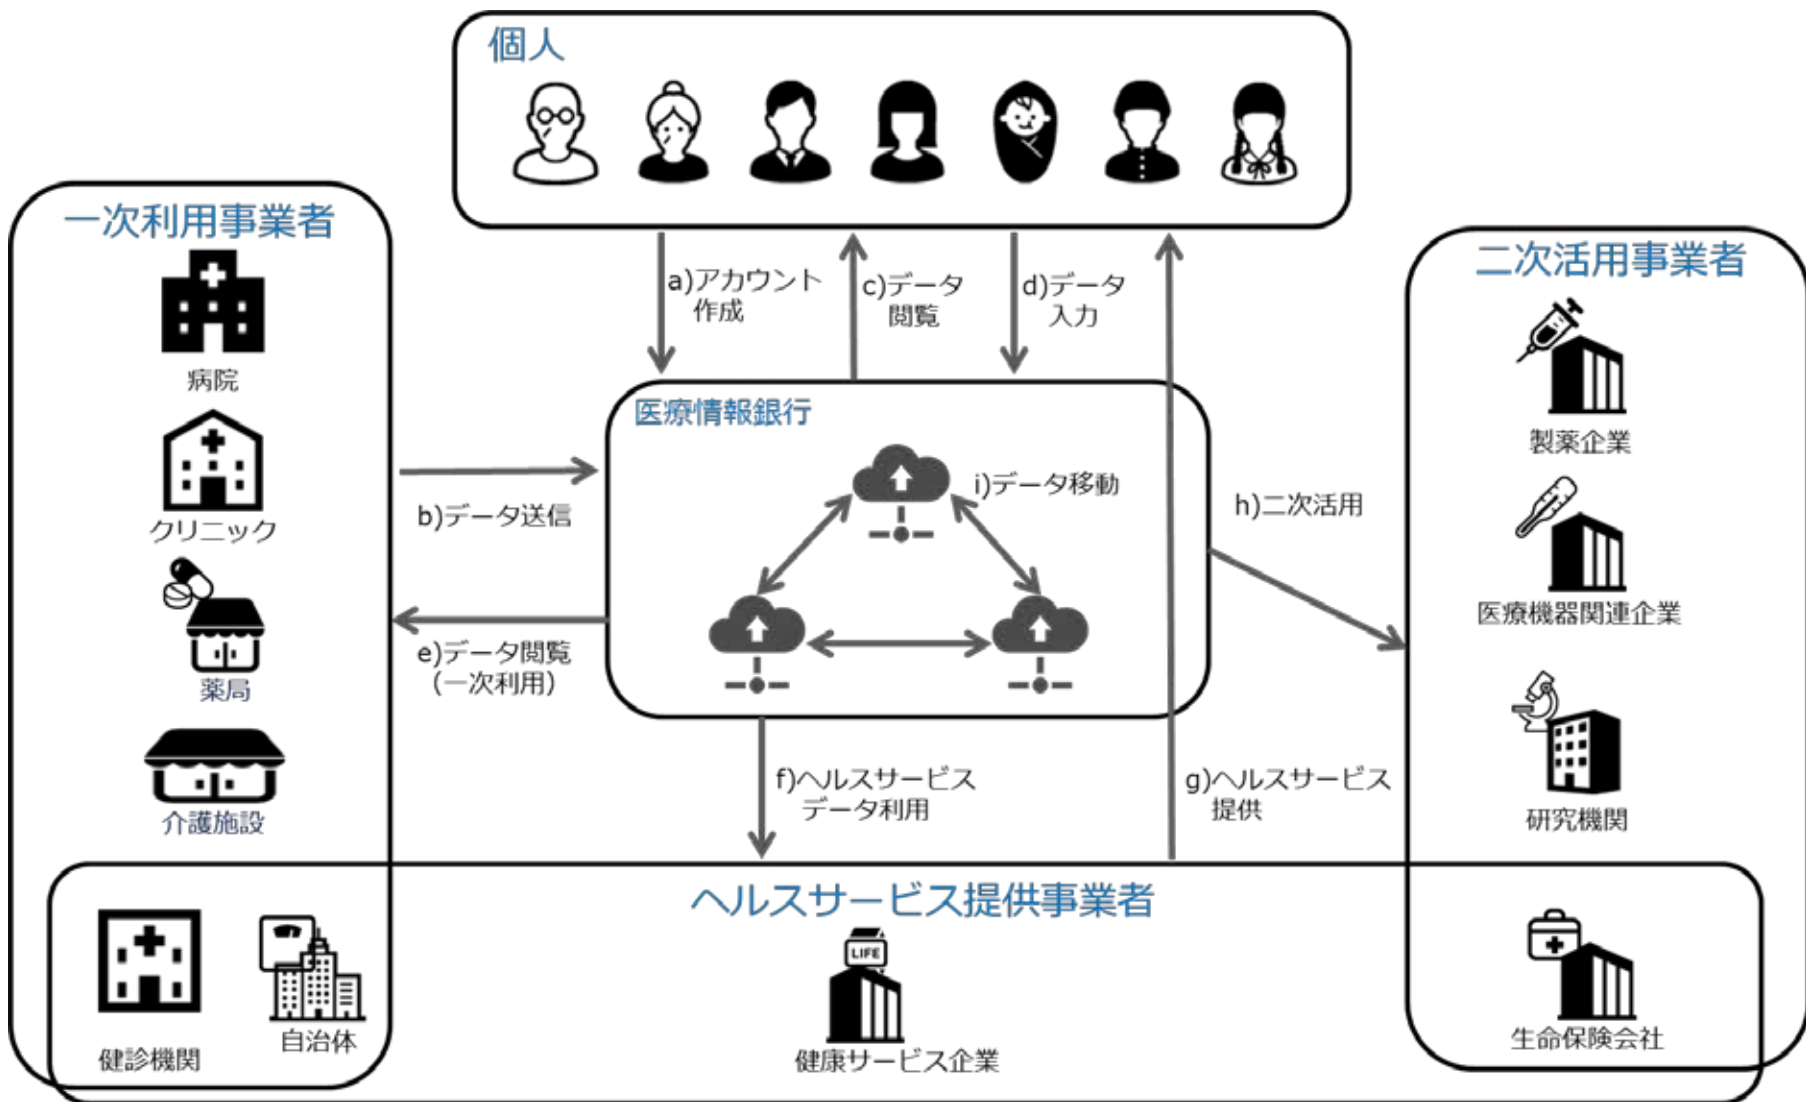 個人
一次利用事業者
病院
クリニック
薬局
介護施設
健診機関
自治体
a)アカウント
作成
c)データ
閲覧
d)データ
入力
b)データ送信
e)データ閲覧
(一次利用)
医療情報銀行
i)データ移動
h)二次活用
f)ヘルスサービス
データ利用
g)ヘルスサービス
提供
二次活用事業者
製薬企業
医療機器関連企業
研究機関
生命保険会社
ヘルスサービス提供事業者
LIFE
健康サービス企業